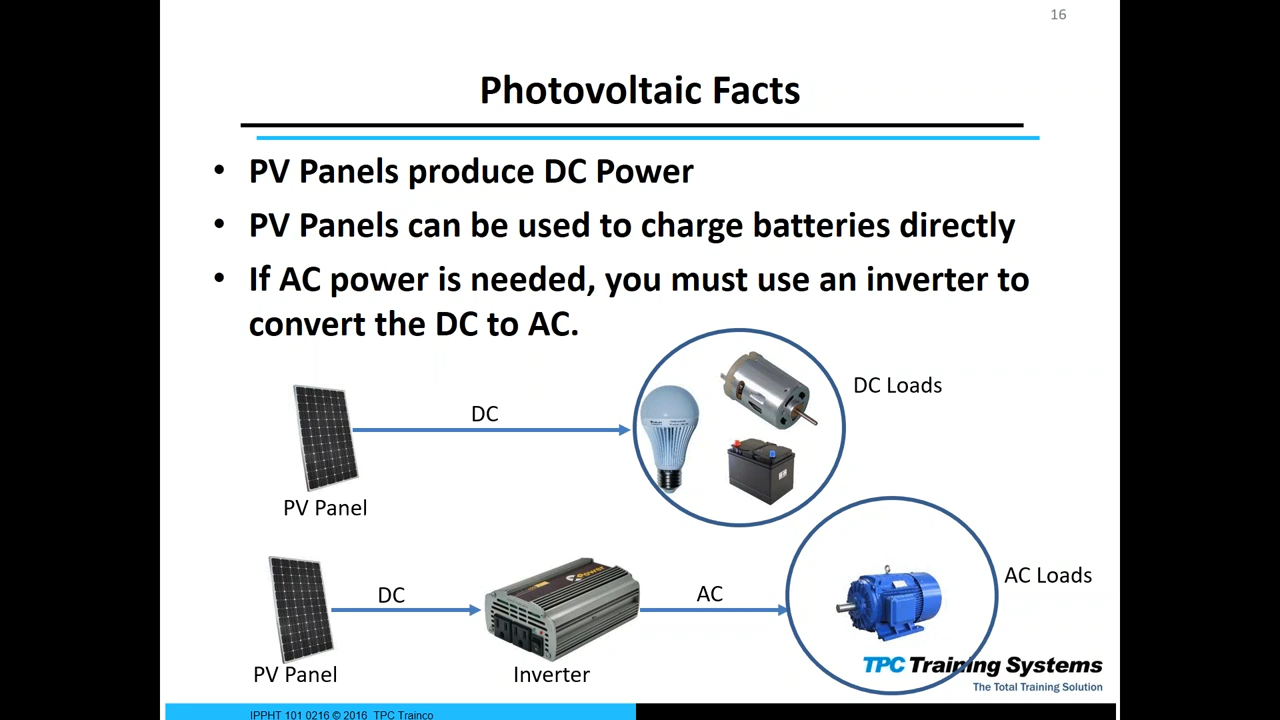 16
Photovoltaic Facts
• PV Panels produce DC Power
• PV Panels can be used to charge batteries directly
• If AC power is needed, you must use an inverter to
convert the DC to AC.
DC Loads
DC
PV Panel
AC Loads
DC
AC
Power
PV Panel
Inverter
TPC Training Systems
The Total Training Solution
IPPHT 101 0216 © 2016 TPC Trainco